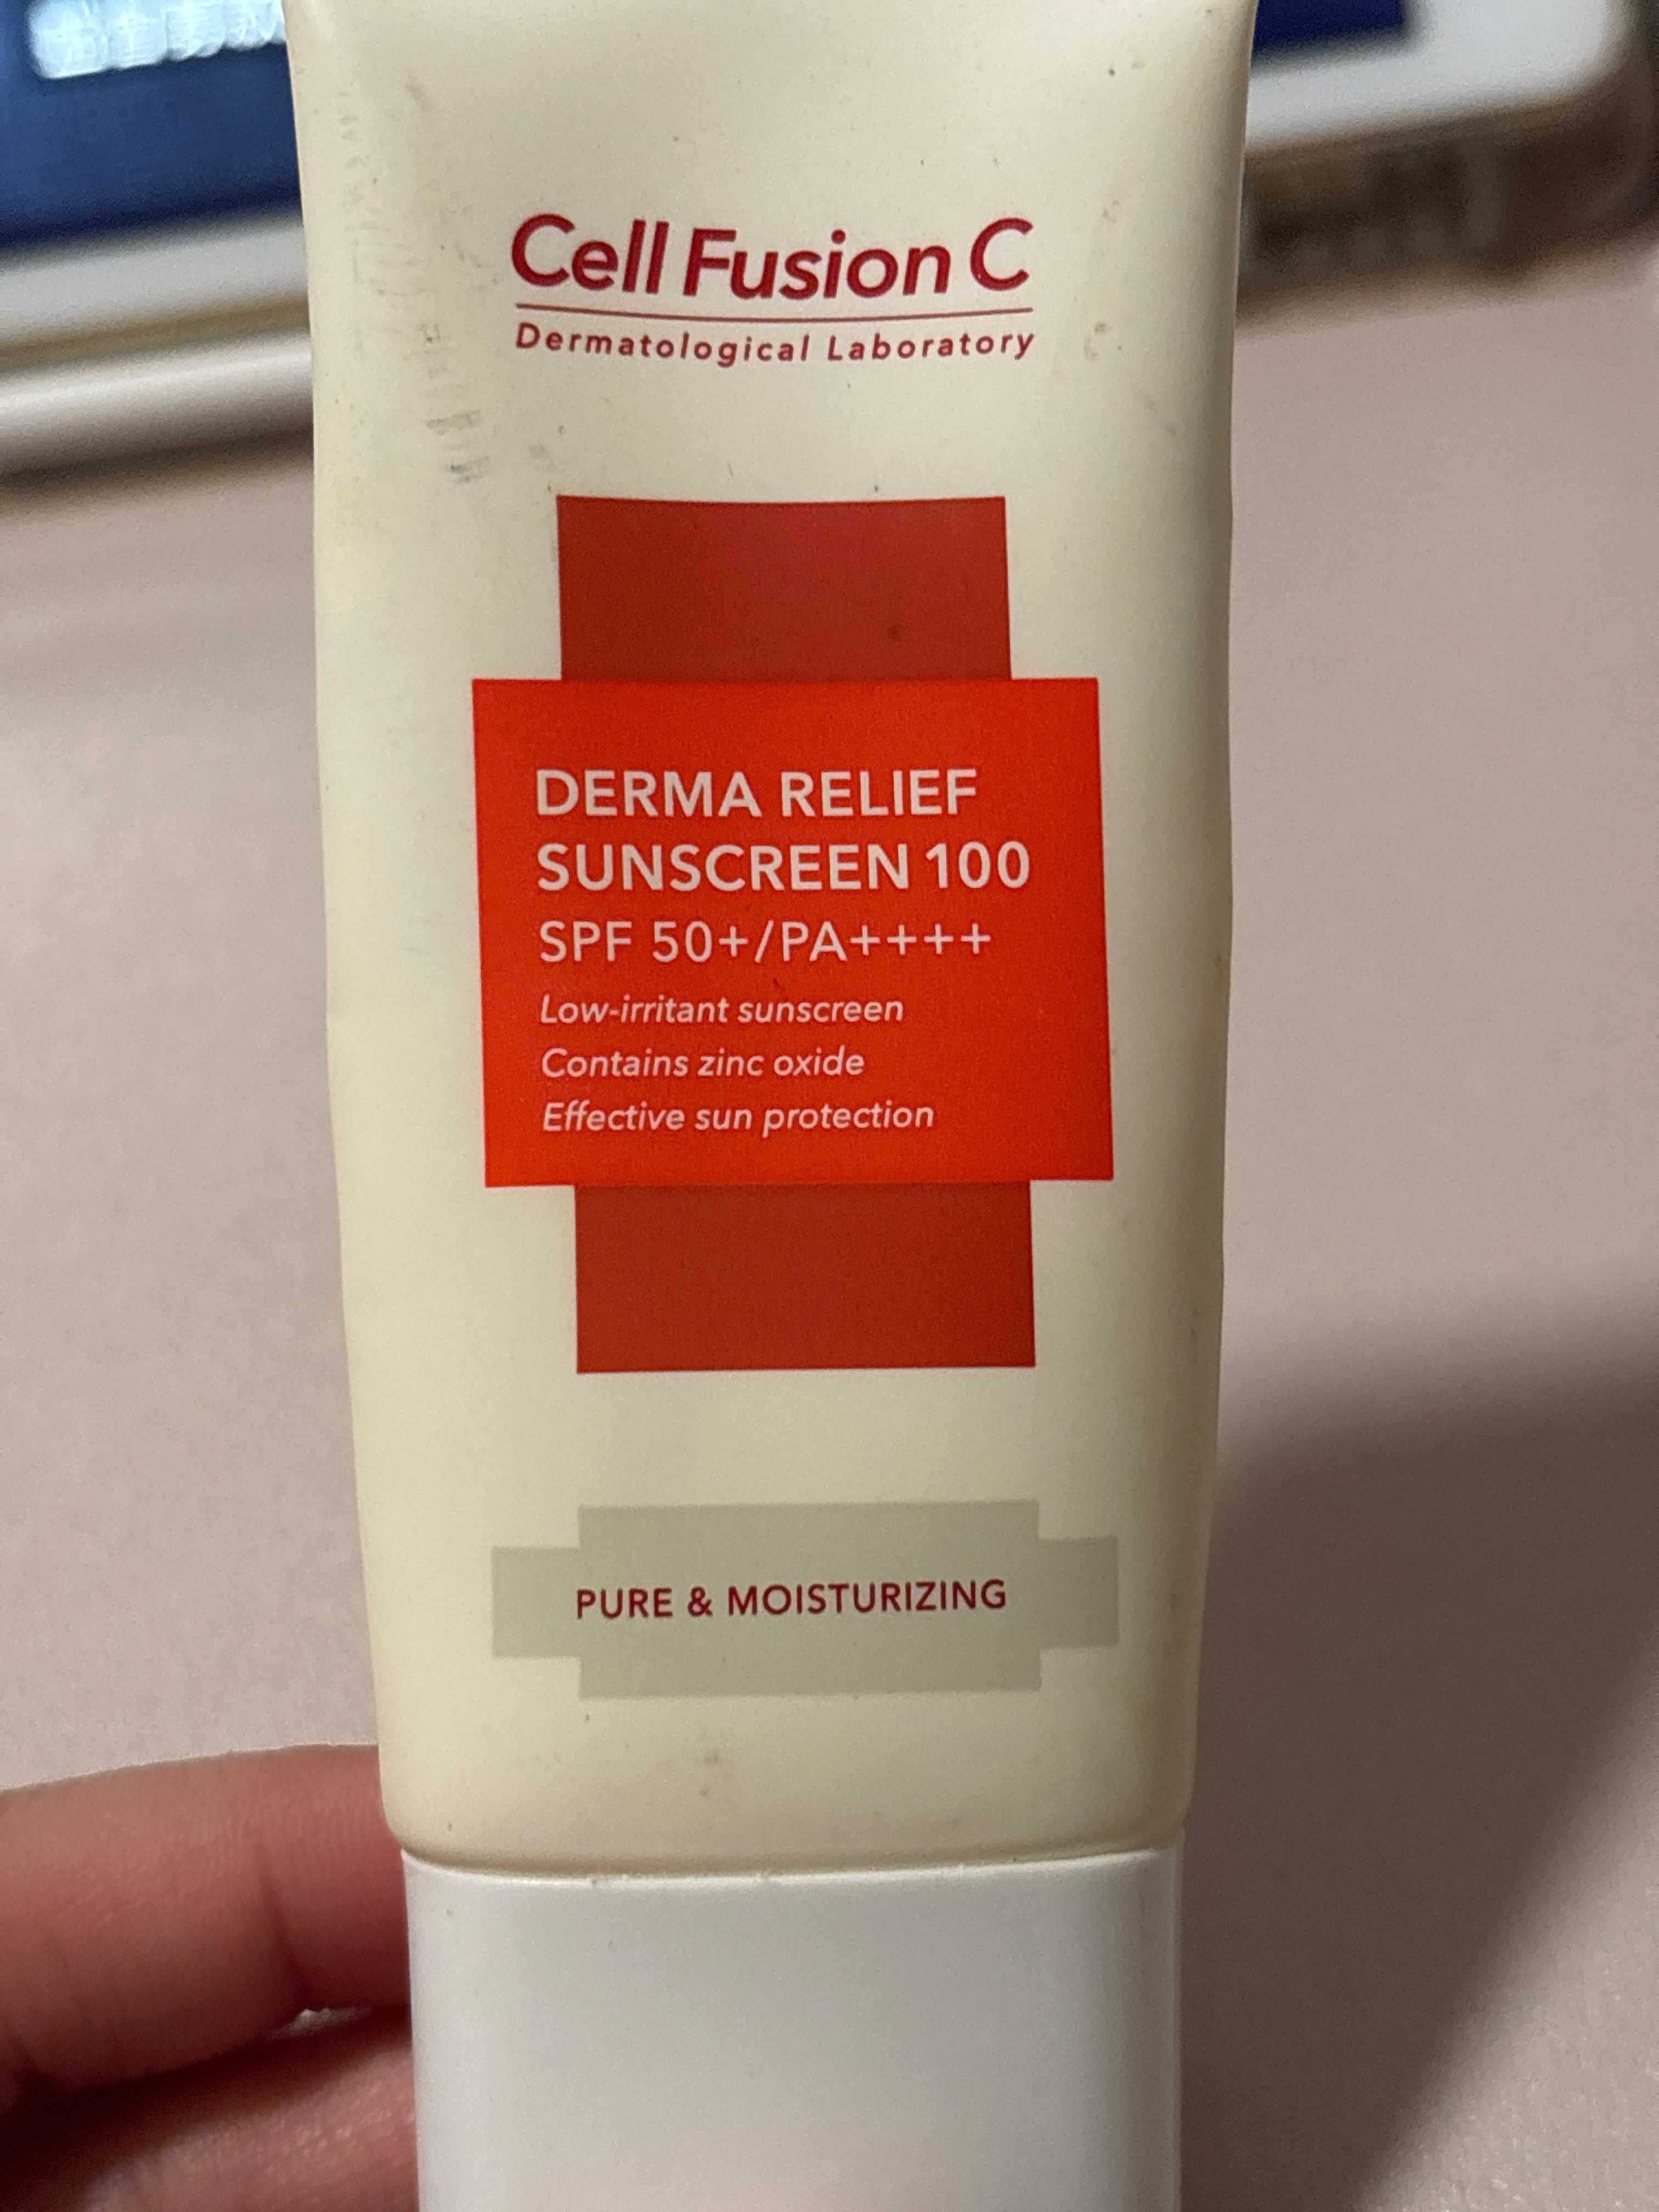 Cell Fusion C
Dermatological Laboratory
DERMA RELIEF
SUNSCREEN 100
SPF 50+/PA++++
Low-irritant sunscreen
Contains zinc oxide
Effective sun protection
PURE & MOISTURIZING